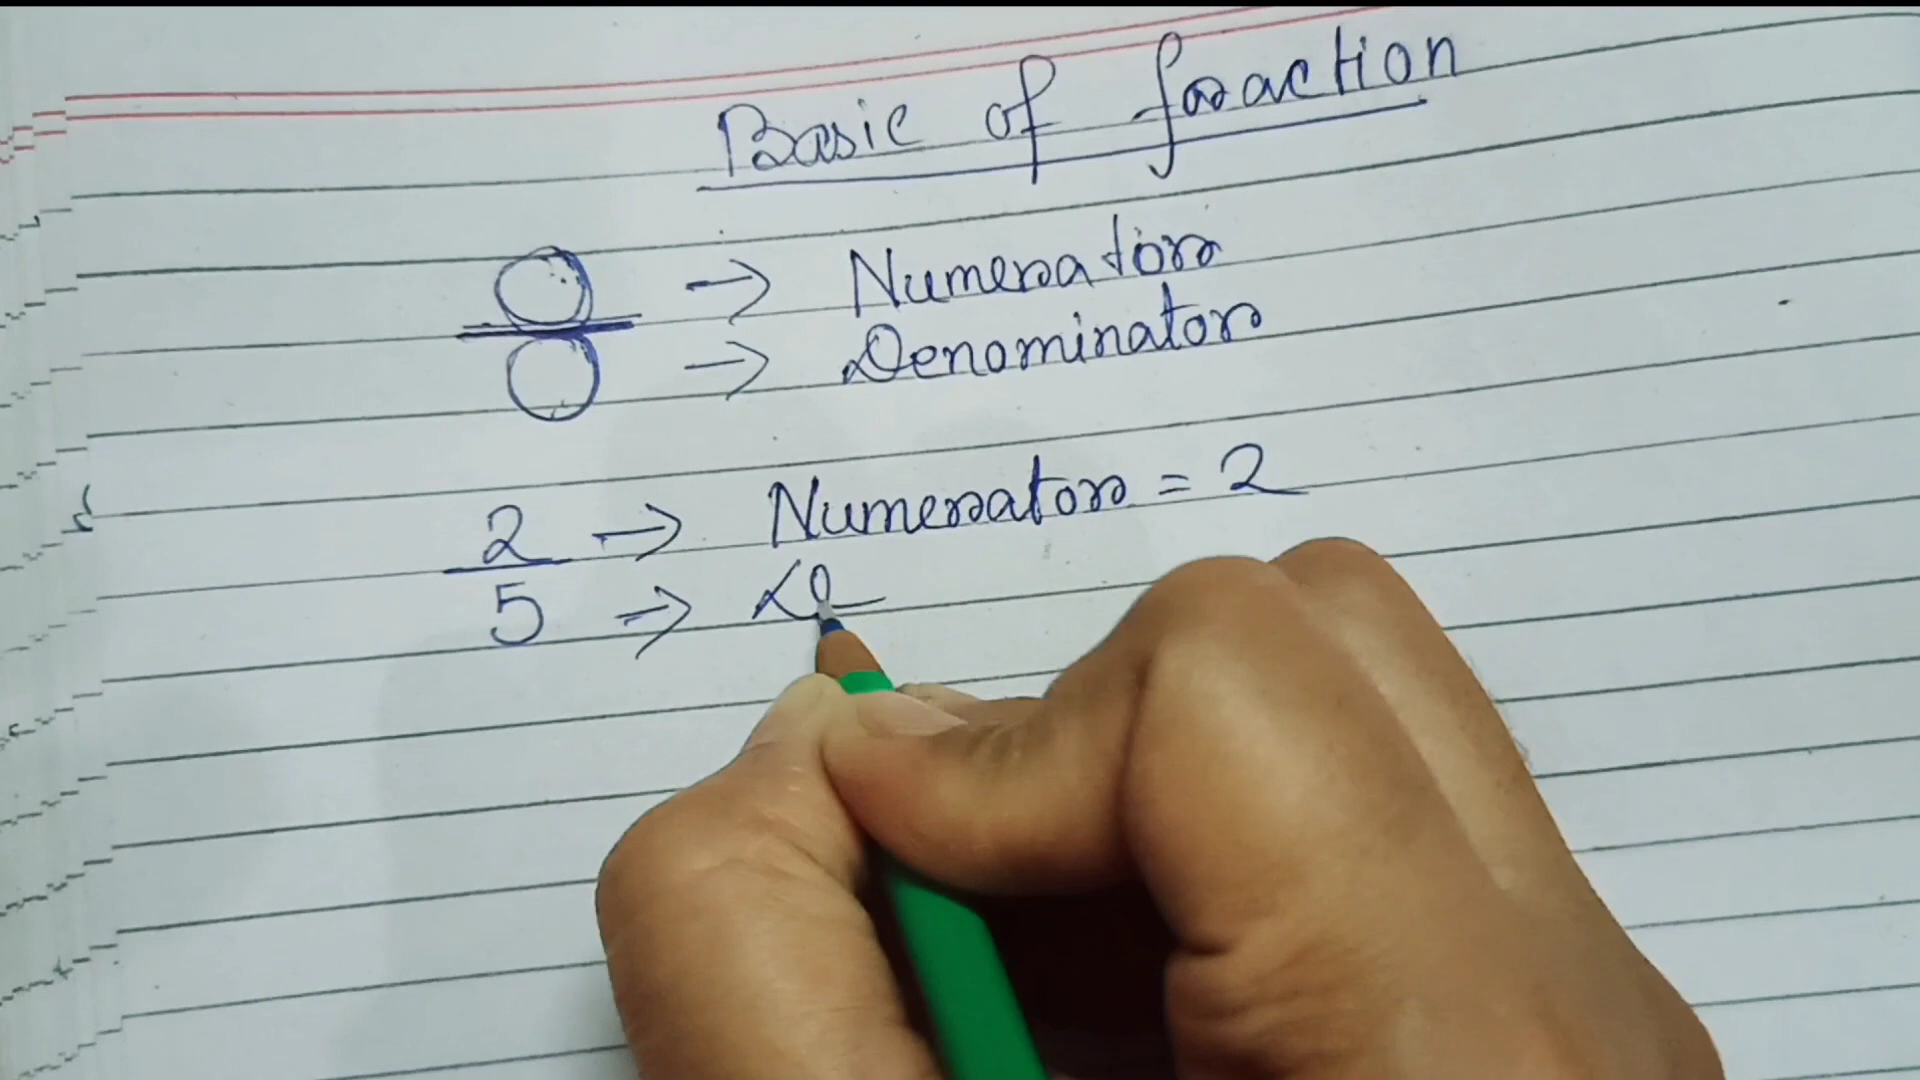 Basic of fraction
→ Numerator
→ Denominator
2 → Numerator = 2
5 → D